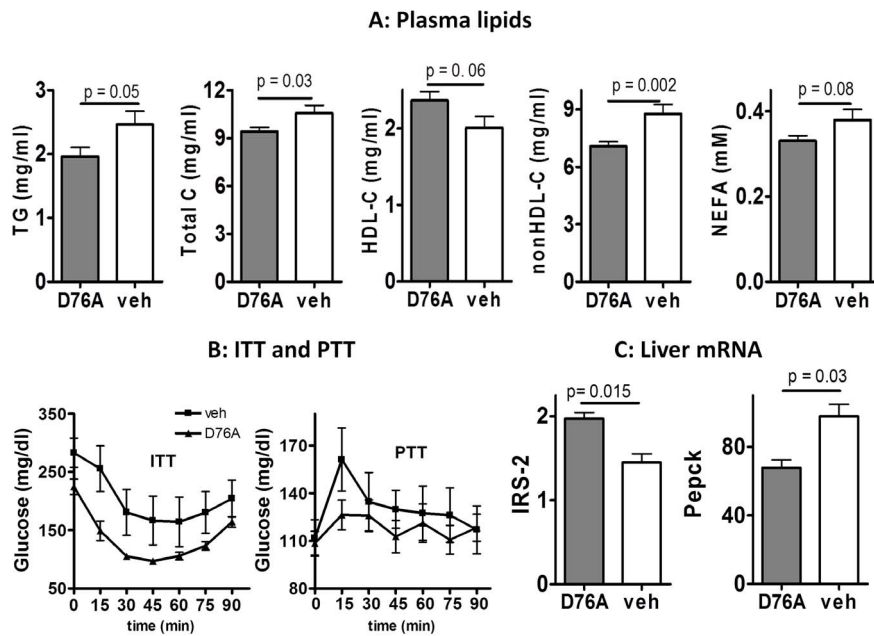 A: Plasma lipids
TG (mg/ml)
3
2
1
0
p = 0.05
D76A veh
Total C (mg/ml)
12
9
6
3
0
p = 0.03
D76A veh
HDL-C (mg/ml)
2
1
0
p = 0.06
D76A veh
nonHDL-C (mg/ml)
9
6
3
0
p = 0.002
D76A veh
NEFA (mM)
0.4
0.2
0.0
p = 0.08
D76A veh
B: ITT and PTT
Glucose (mg/dl)
350
250
150
50
veh
D76A
ITT
0 15 30 45 60 75 90
time (min)
Glucose (mg/dl)
170
140
110
80
PTT
0 15 30 45 60 75 90
time (min)
C: Liver mRNA
IRS-2
2
1
0
p= 0.015
D76A veh
Pepck
80
40
0
p = 0.03
D76A veh